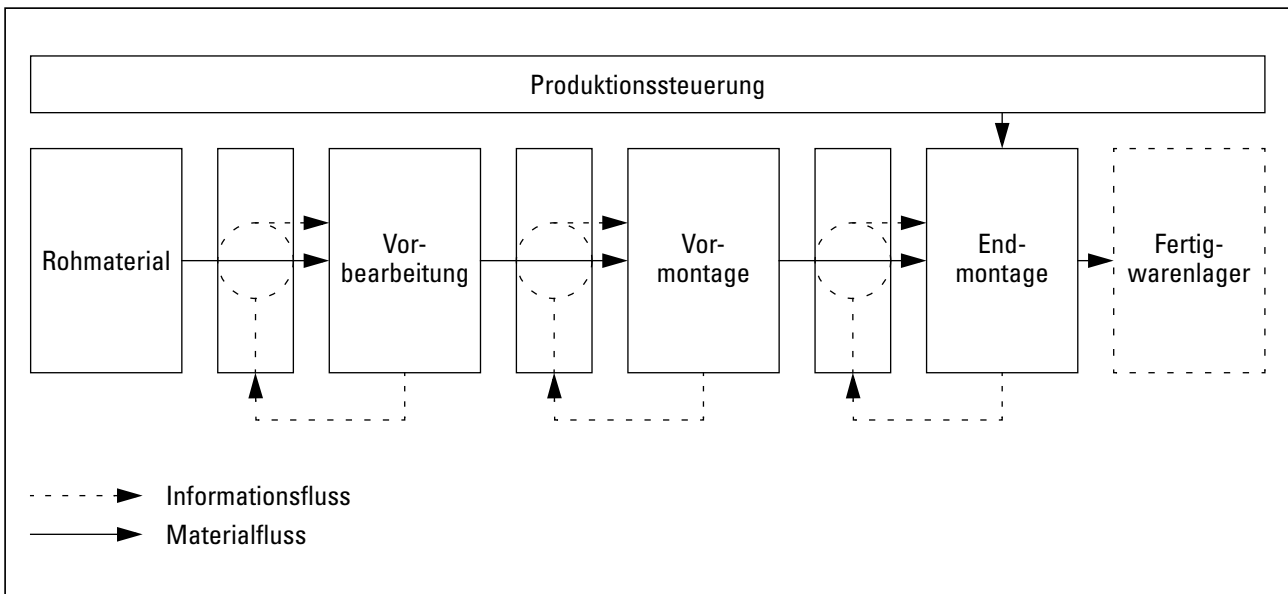 Produktionssteuerung
Rohmaterial
Vor-
bearbeitung
Vor-
montage
End-
montage
Fertig-
warenlager
Informationsfluss
Materialfluss